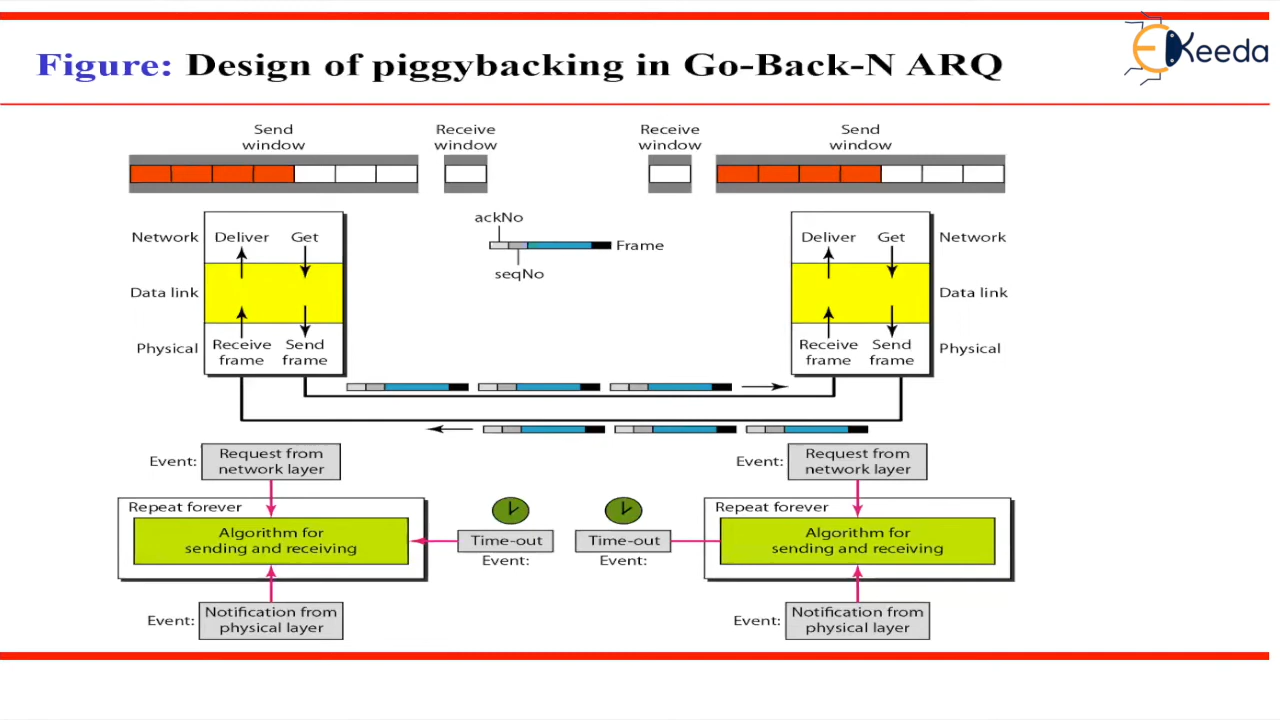 Figure: Design of piggybacking in Go-Back-N ARQ
EKeeda
Send
window
Receive
window
Receive
window
Send
window
ackNo
Frame
seqNo
Network
Deliver
Get
Data link
Physical
Receive
frame
Send
frame
Deliver
Get
Network
Data link
Receive
frame
Send
frame
Physical
Event:
Request from
network layer
Repeat forever
Algorithm for
sending and receiving
Time-out
Event:
Event:
Notification from
physical layer
Event:
Request from
network layer
Time-out
Event:
Repeat forever
Algorithm for
sending and receiving
Event:
Notification from
physical layer